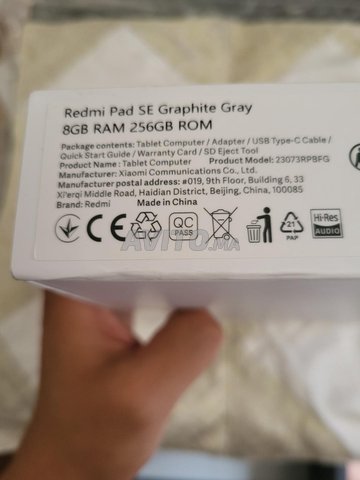 Redmi Pad SE Graphite Gray
8GB RAM 256GB ROM
Package contents: Tablet Computer / Adapter / USB Type-C Cable /
Quick Start Guide / Warranty Card / SD Eject Tool
Product Name : Tablet Computer Product Model: 23073RPBFG
Manufacturer: Xiaomi Communications Co., Ltd.
Manufacturer postal address: #019, 9th Floor, Building 6, 33
Xi'erqi Middle Road, Haidian District, Beijing, China, 100085
Brand: Redmi Made in China
CE
QC
PASS
21
PAP
Hi-Res
AUDIO
AVITO.MA